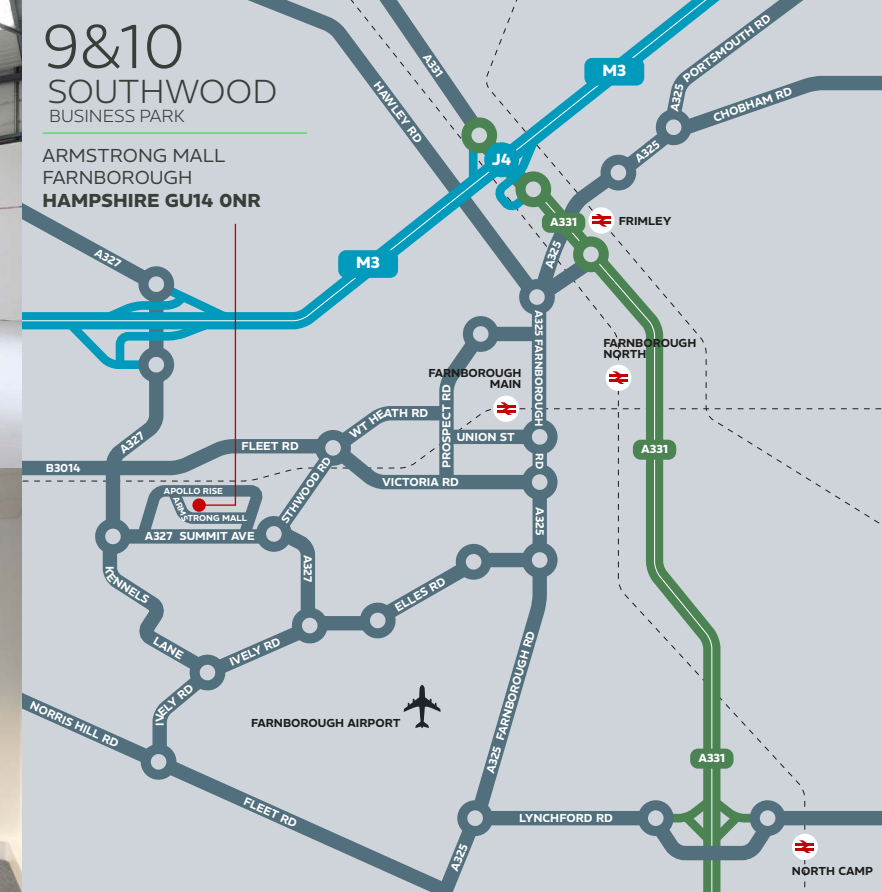 9&10
SOUTHWOOD
BUSINESS PARK
ARMSTRONG MALL
FARNBOROUGH
HAMPSHIRE GU14 0NR
A331
HAWLEY RD
M3
J4
A325 PORTSMOUTH RD
CHOBHAM RD
A325
A331
FRIMLEY
A325
A327
M3
A325 FARNBOROUGH RD
FARNBOROUGH
NORTH
FARNBOROUGH
MAIN
PROSPECT RD
WT HEATH RD
A327
FLEET RD
UNION ST
A331
B3014
VICTORIA RD
STHWOOD RD
APOLLO RISE
ARMSTRONG MALL
A327 SUMMIT AVE
A325
A327
KENNELS
LANE
ELLES RD
IVELY RD
IVELY RD
A325 FARNBOROUGH RD
NORRIS HILL RD
FARNBOROUGH AIRPORT
A331
FLEET RD
LYNCHFORD RD
A325
NORTH CAMP